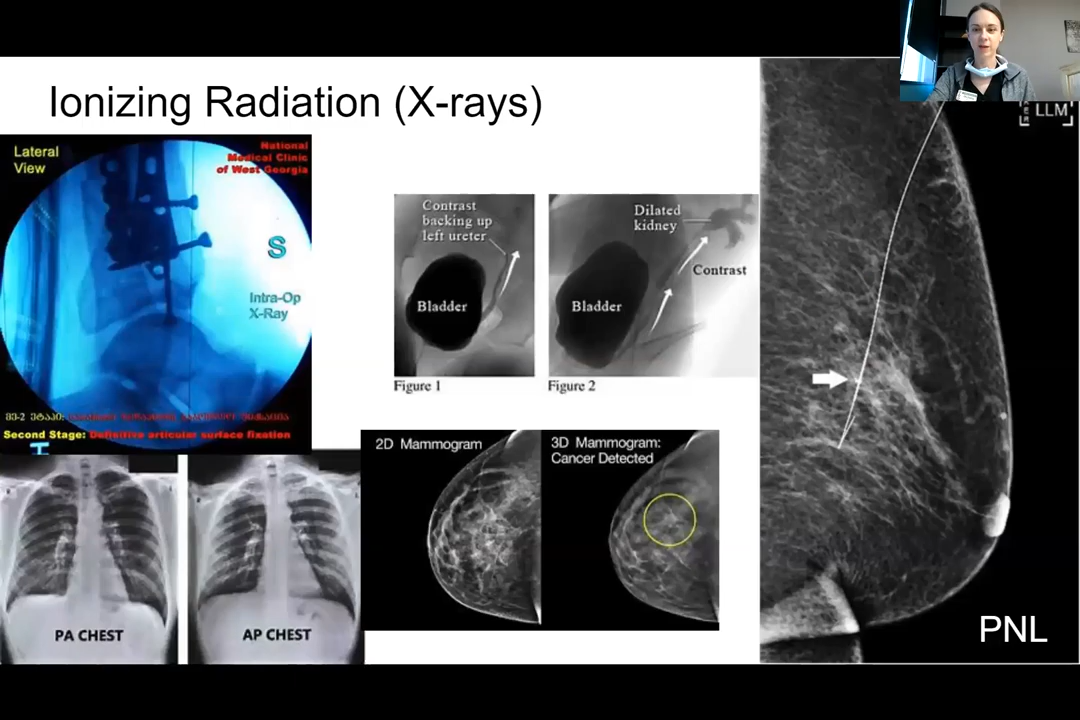 Ionizing Radiation (X-rays)
Lateral
View
National
Medical Clinic
of West Georgia
S
Intra-Op
X-Ray
Second Stage: Definitive articular surface fixation
Contrast
backing up
left ureter
Bladder
Figure 1
Dilated
kidney
Contrast
Bladder
Figure 2
PA CHEST
AP CHEST
2D Mammogram
3D Mammogram:
Cancer Detected
LLM
PNL